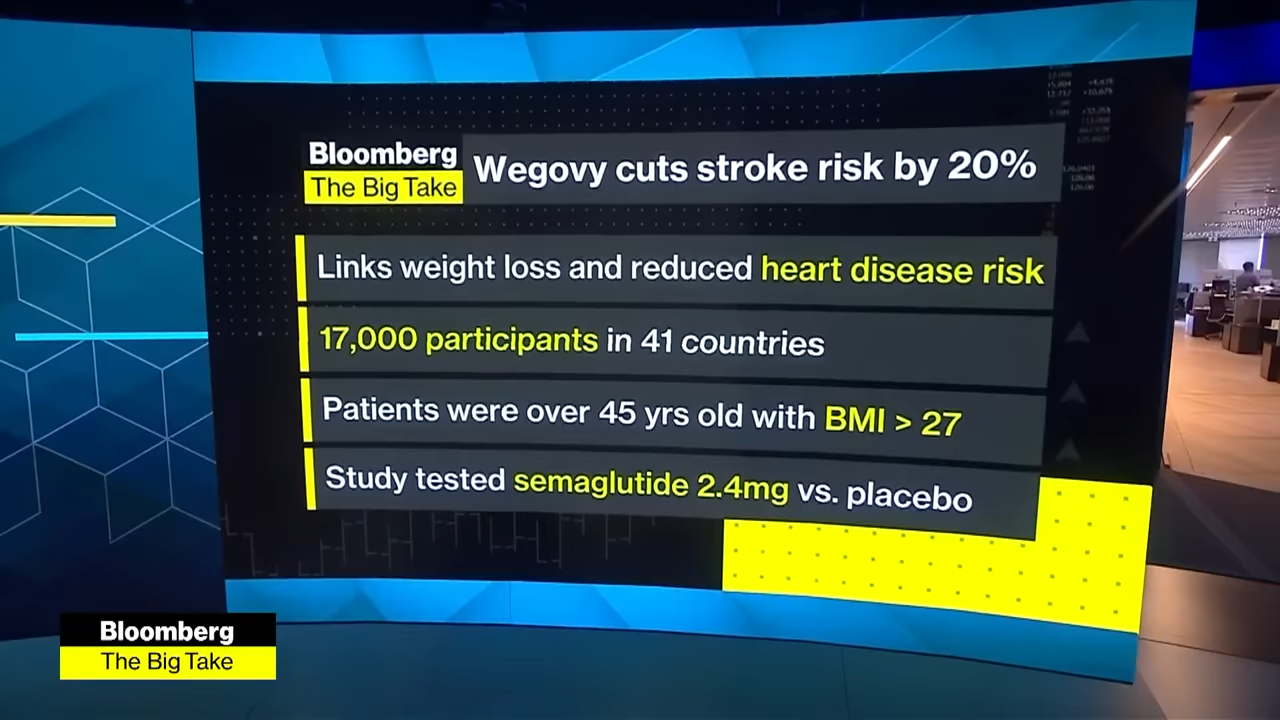 Bloomberg
The Big Take
Wegovy cuts stroke risk by 20%
Links weight loss and reduced heart disease risk
17,000 participants in 41 countries
Patients were over 45 yrs old with BMI > 27
Study tested semaglutide 2.4mg vs. placebo
Bloomberg
The Big Take